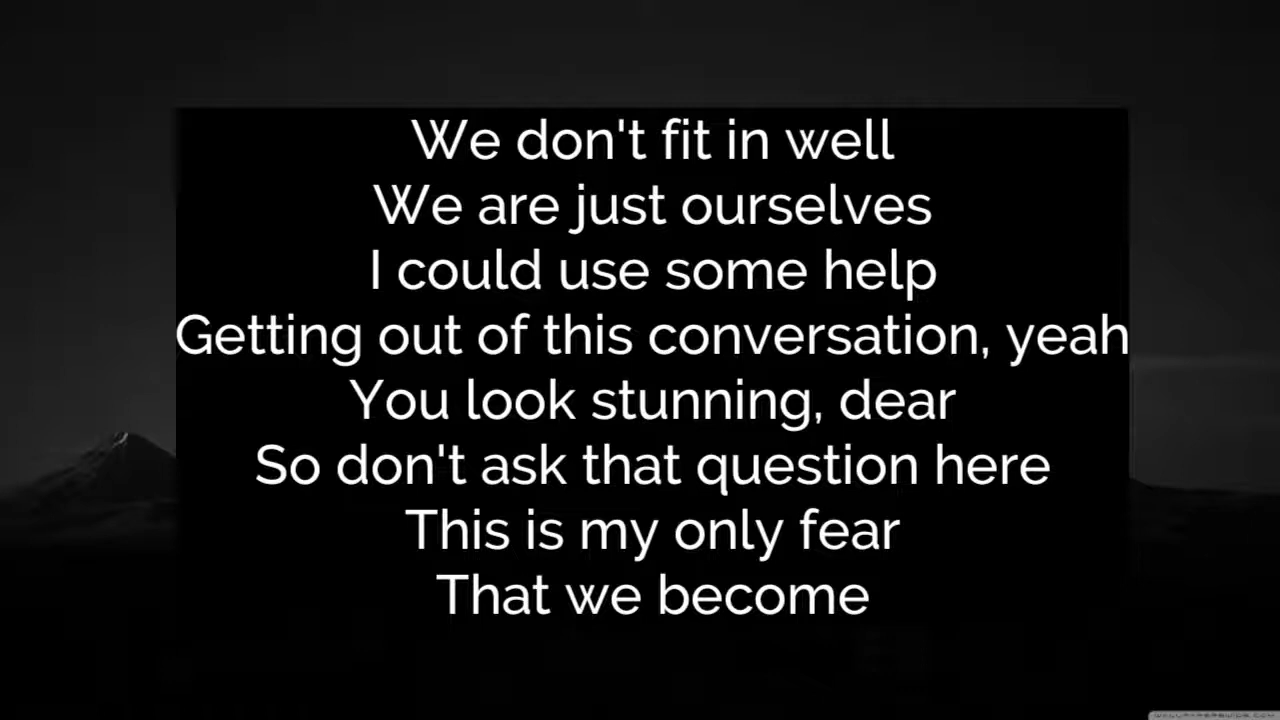 We don't fit in well
We are just ourselves
I could use some help
Getting out of this conversation, yeah
You look stunning, dear
So don't ask that question here
This is my only fear
That we become